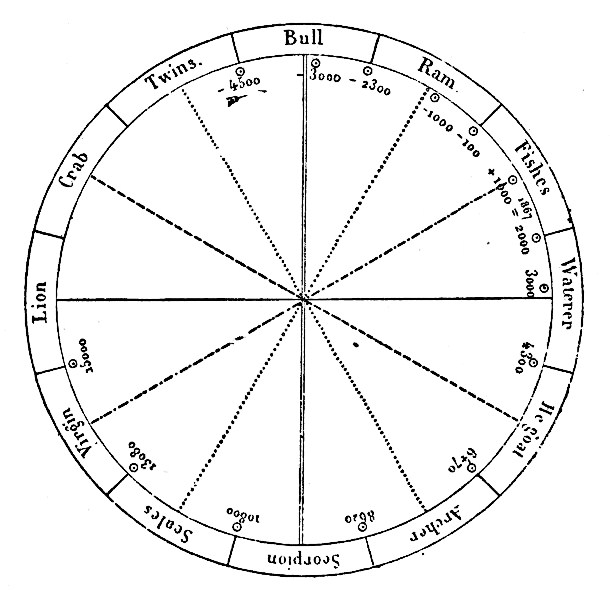 Bull
Ram
Fishes
Waterer
He goat
Archer
Scorpion
Scales
Virgin
Lion
Crab
Twins.
- 4500
- 3000
- 2300
-1000
-100
+1000
1867
= 2000
3000
4300
6470
8620
10800
13080
15000